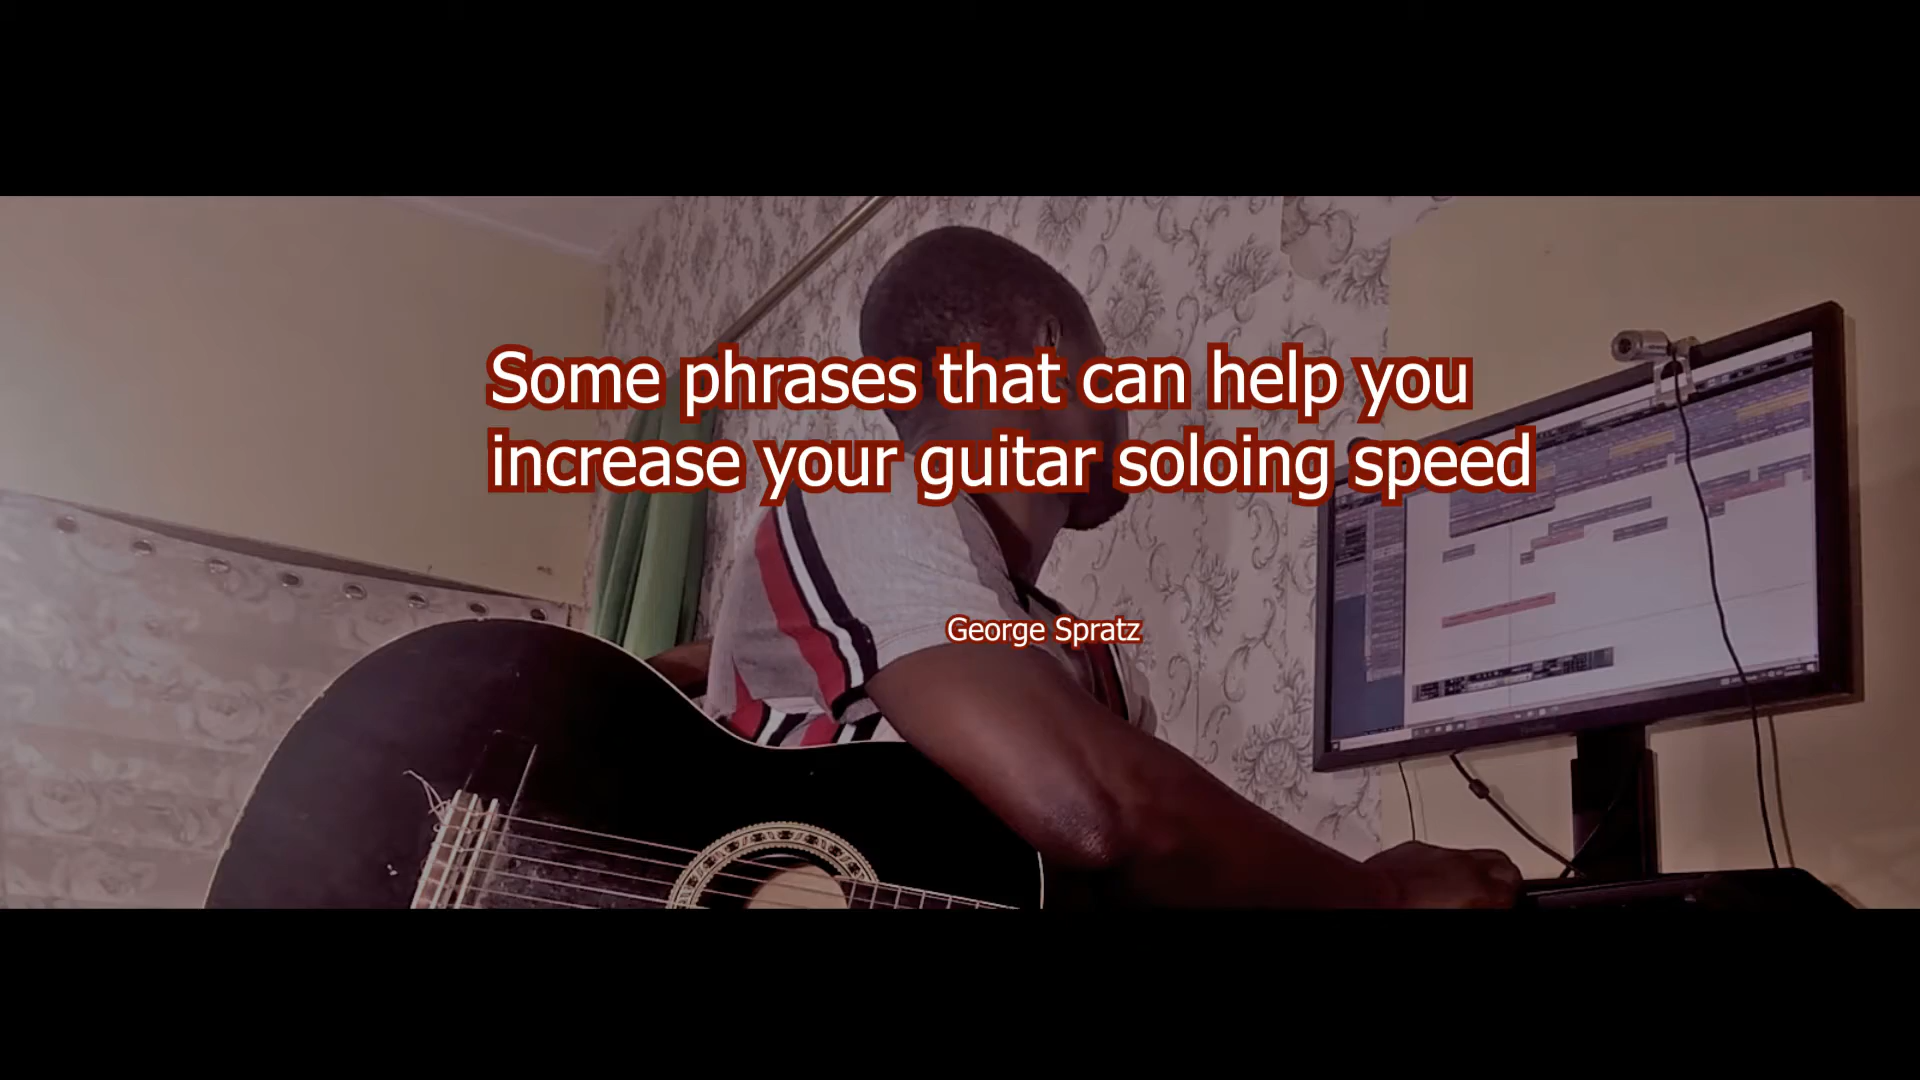 Some phrases that can help you
increase your guitar soloing speed
George Spratz